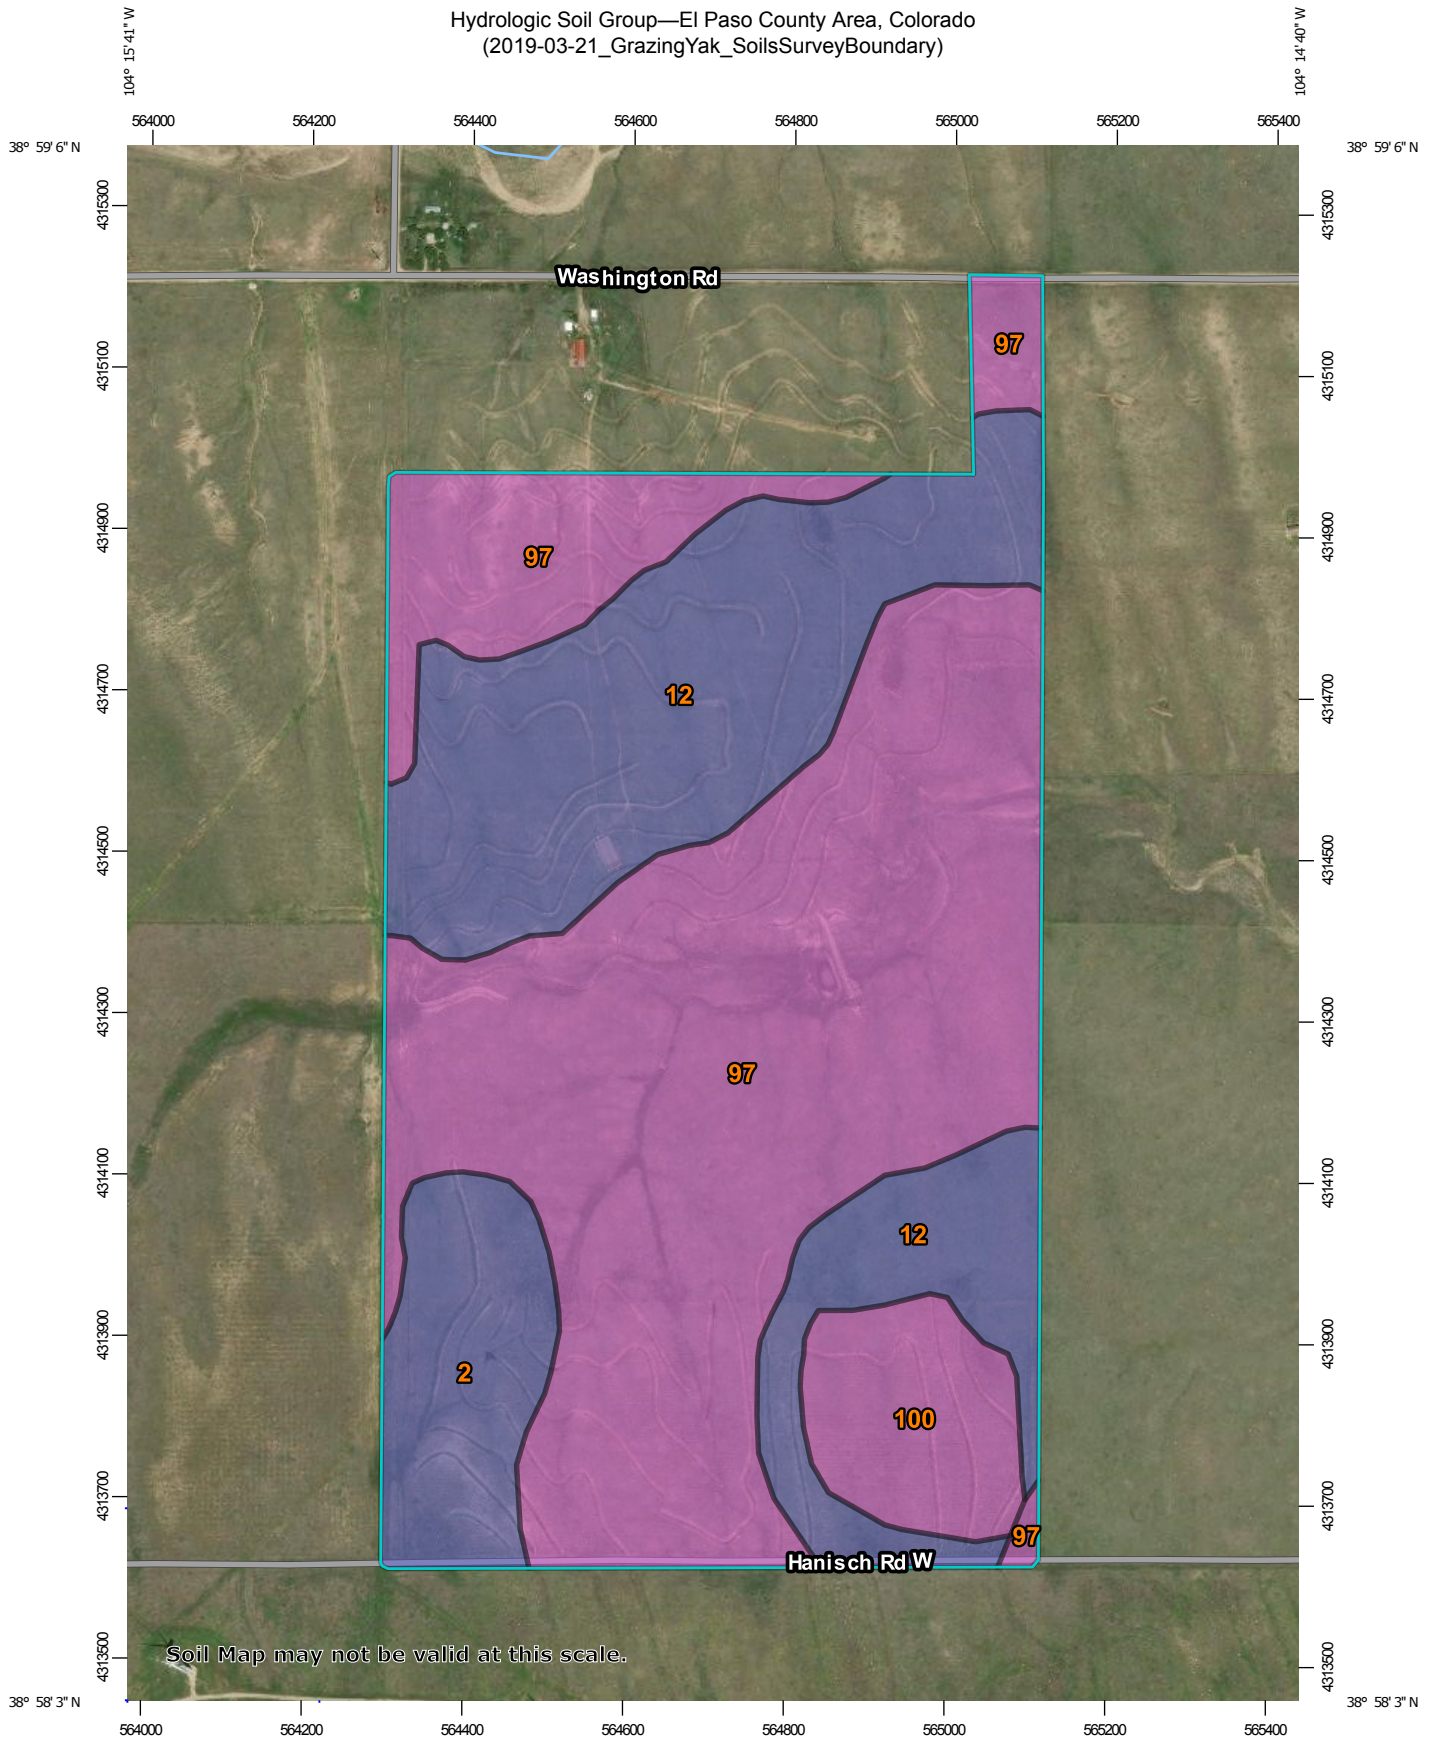 Hydrologic Soil Group—El Paso County Area, Colorado
(2019-03-21_GrazingYak_SoilsSurveyBoundary)
104° 15' 41" W
104° 14' 40" W
564000 564200 564400 564600 564800 565000 565200 565400
38° 59' 6" N
38° 59' 6" N
4315300
4315300
Washington Rd
97
4315100
4315100
4314900
4314900
97
12
4314700
4314700
4314500
4314500
4314300
4314300
97
4314100
4314100
12
4313900
4313900
2
100
4313700
4313700
97
Hanisch Rd W
Soil Map may not be valid at this scale.
4313500
4313500
38° 58' 3" N
38° 58' 3" N
564000 564200 564400 564600 564800 565000 565200 565400